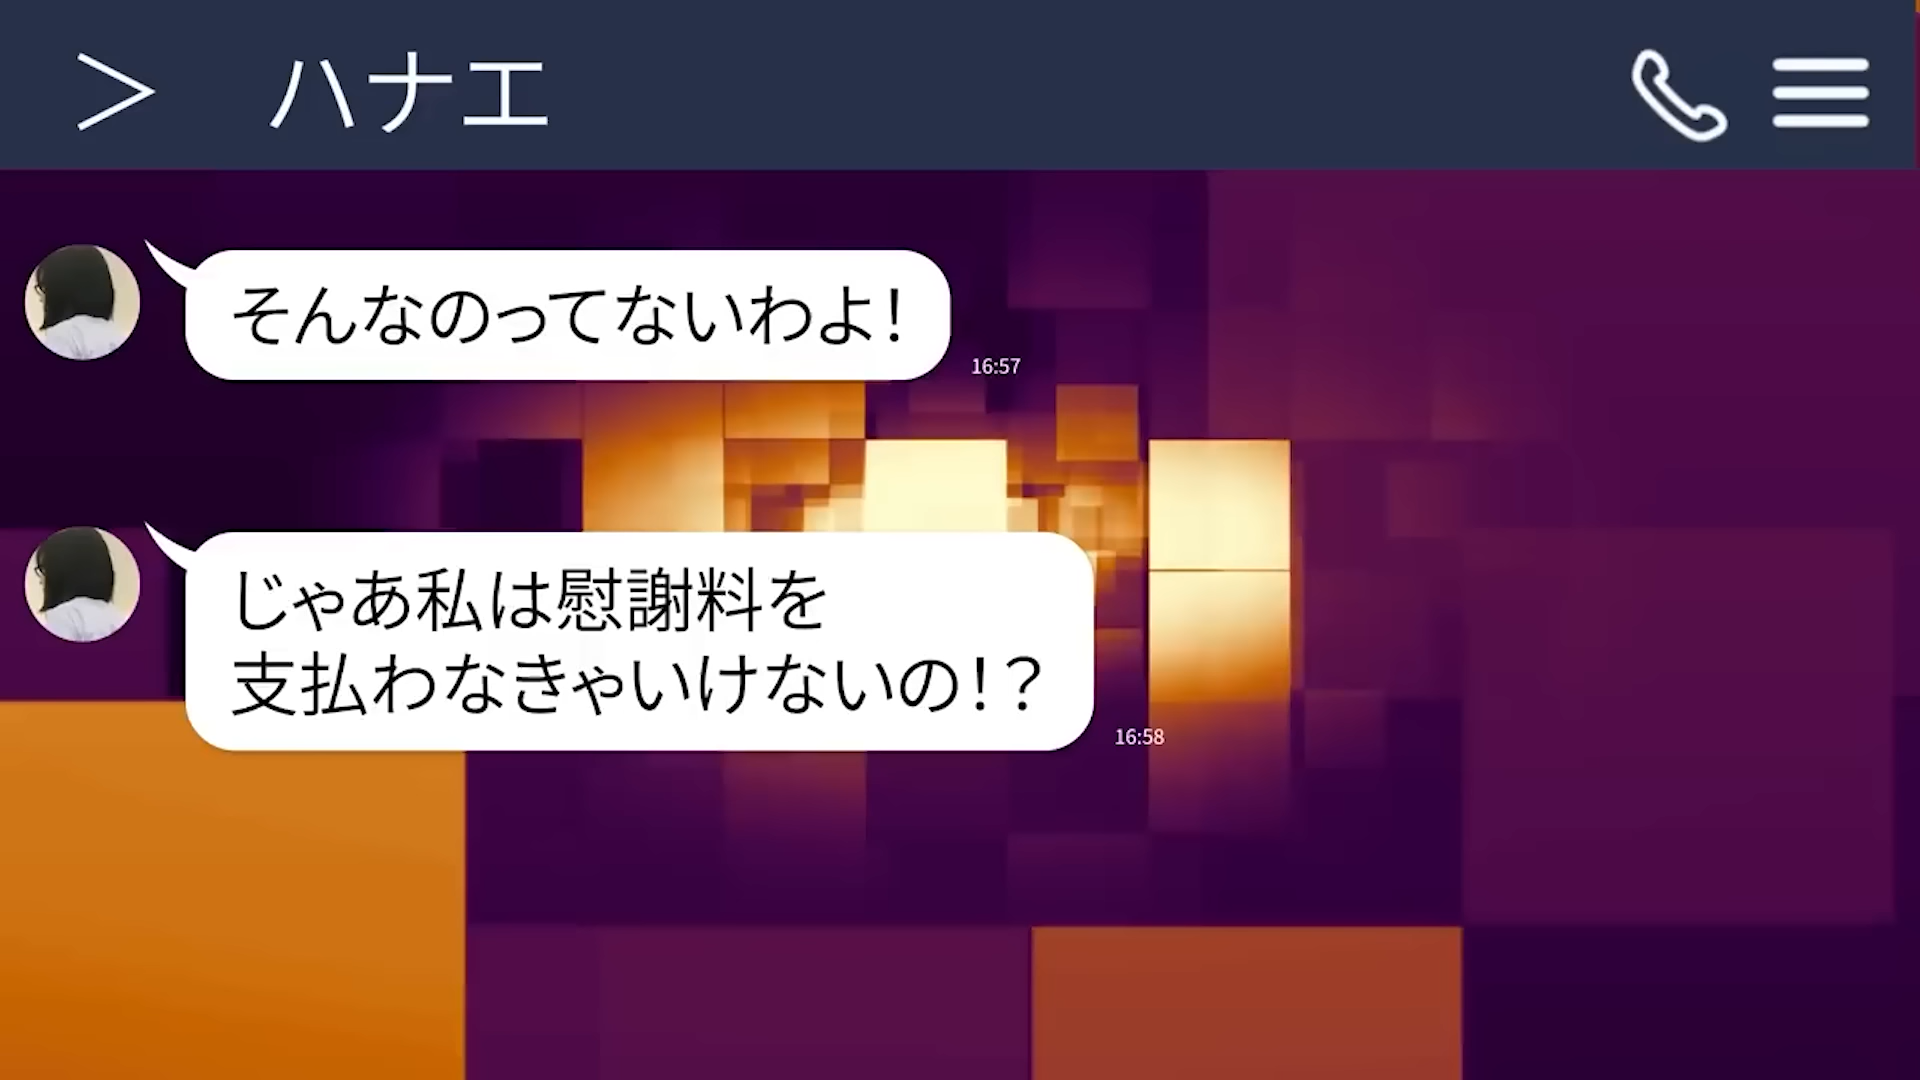 ＞ ハナエ
そんなのってないわよ！
16:57
じゃあ私は慰謝料を
支払わなきゃいけないの！？
16:58